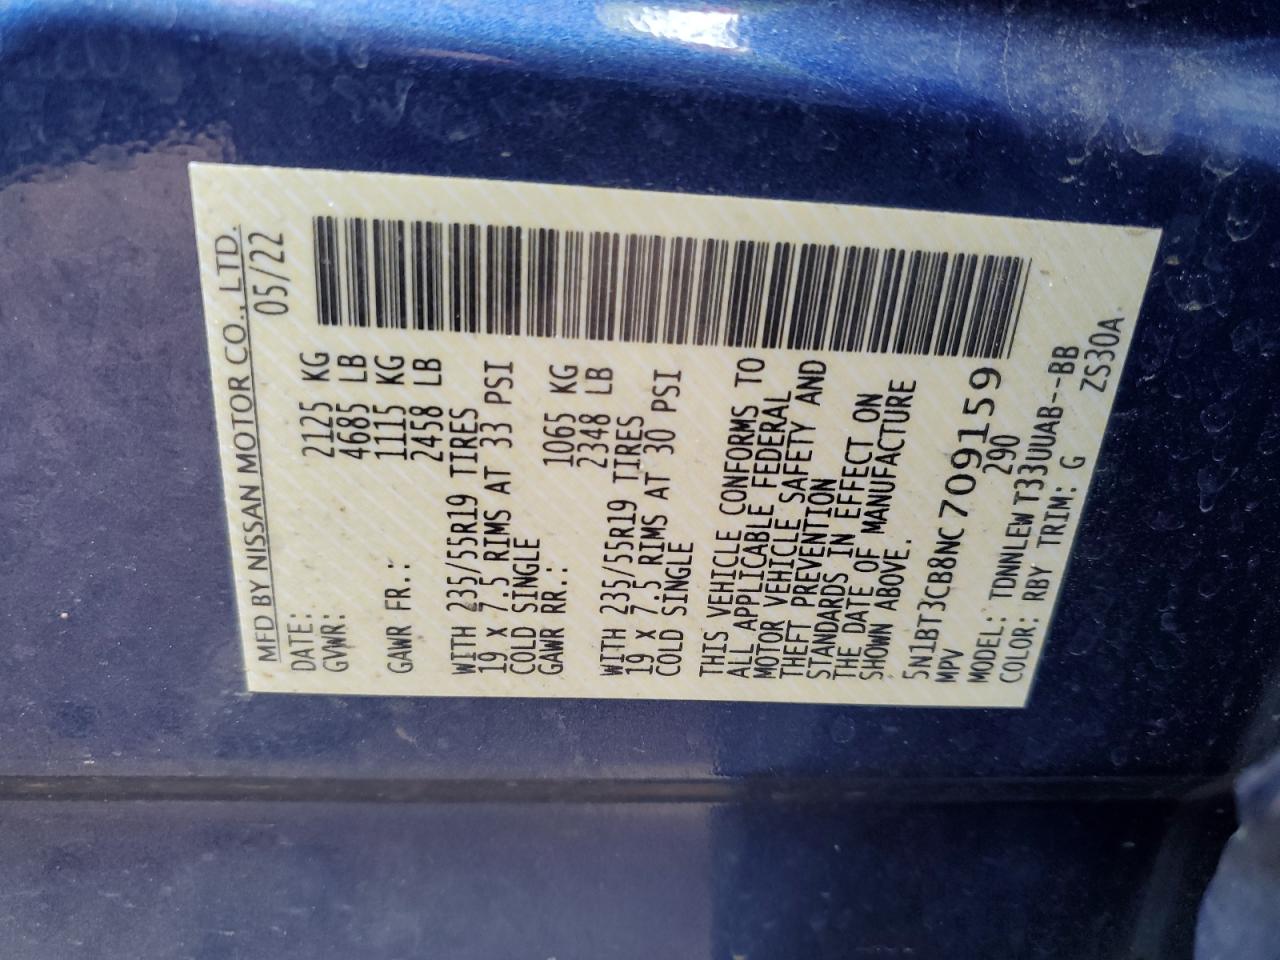 MFD BY NISSAN MOTOR CO., LTD.
DATE: 05/22
GVWR: 2125 KG
4685 LB
GAWR FR.: 1115 KG
2458 LB
WITH 235/55R19 TIRES
19 x 7.5 RIMS AT 33 PSI
COLD SINGLE
GAWR RR.: 1065 KG
2348 LB
WITH 235/55R19 TIRES
19 x 7.5 RIMS AT 30 PSI
COLD SINGLE
THIS VEHICLE CONFORMS TO
ALL APPLICABLE FEDERAL
MOTOR VEHICLE SAFETY AND
THEFT PREVENTION
STANDARDS IN EFFECT ON
THE DATE OF MANUFACTURE
SHOWN ABOVE.
5N1BT3CB8NC709159
MPV 290
MODEL: TDNNLEW T33UUAB--BB
COLOR: RBY TRIM: G ZS30A